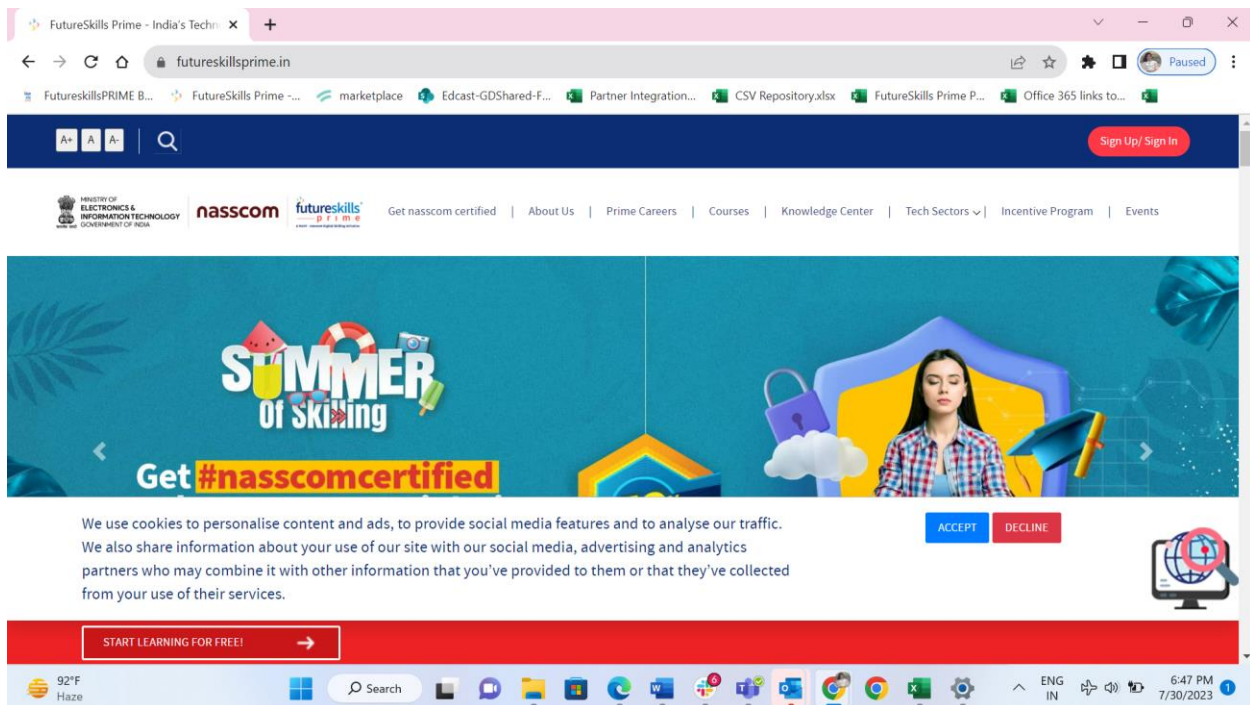 FutureSkills Prime - India's Techn
futureskillsprime.in
Paused
FutureskillsPRIME B...
FutureSkills Prime -...
marketplace
Edcast-GDShared-F...
Partner Integration...
CSV Repository.xlsx
FutureSkills Prime P...
Office 365 links to...
A+ A A-
Sign Up/ Sign In
MINISTRY OF
ELECTRONICS &
INFORMATION TECHNOLOGY
GOVERNMENT OF INDIA
nasscom
futureskills
prime
Get nasscom certified | About Us | Prime Careers | Courses | Knowledge Center | Tech Sectors | Incentive Program | Events
SUMMER
Of Skilling
Get #nasscomcertified
We use cookies to personalise content and ads, to provide social media features and to analyse our traffic.
We also share information about your use of our site with our social media, advertising and analytics
partners who may combine it with other information that you've provided to them or that they've collected
from your use of their services.
ACCEPT
DECLINE
START LEARNING FOR FREE!
92°F
Haze
Search
ENG
IN
6:47 PM
7/30/2023
1